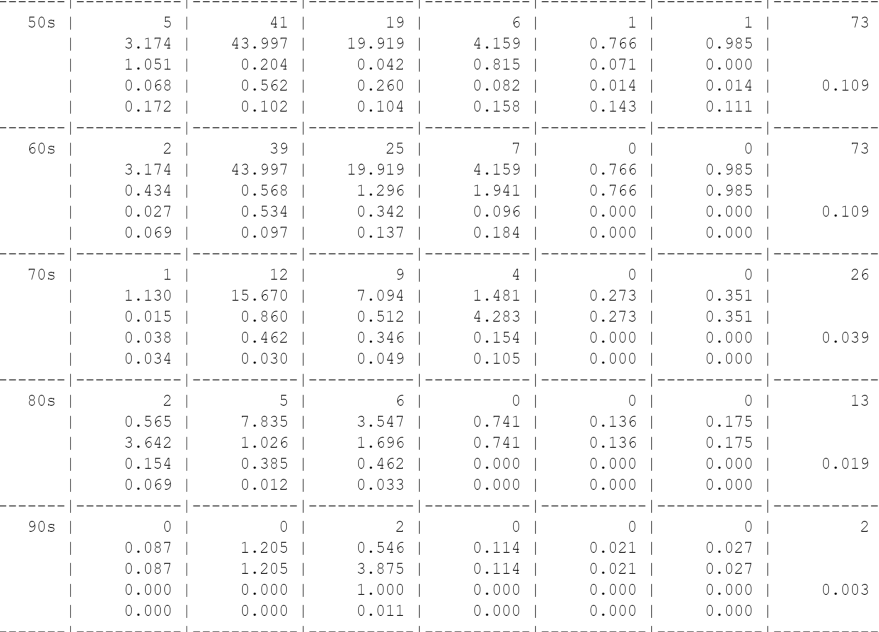 -------|-----------|-----------|-----------|-----------|-----------|-----------|-----------
50s | 5 | 41 | 19 | 6 | 1 | 1 | 73
| 3.174 | 43.997 | 19.919 | 4.159 | 0.766 | 0.985 |
| 1.051 | 0.204 | 0.042 | 0.815 | 0.071 | 0.000 |
| 0.068 | 0.562 | 0.260 | 0.082 | 0.014 | 0.014 | 0.109
| 0.172 | 0.102 | 0.104 | 0.158 | 0.143 | 0.111 |
-------|-----------|-----------|-----------|-----------|-----------|-----------|-----------
60s | 2 | 39 | 25 | 7 | 0 | 0 | 73
| 3.174 | 43.997 | 19.919 | 4.159 | 0.766 | 0.985 |
| 0.434 | 0.568 | 1.296 | 1.941 | 0.766 | 0.985 |
| 0.027 | 0.534 | 0.342 | 0.096 | 0.000 | 0.000 | 0.109
| 0.069 | 0.097 | 0.137 | 0.184 | 0.000 | 0.000 |
-------|-----------|-----------|-----------|-----------|-----------|-----------|-----------
70s | 1 | 12 | 9 | 4 | 0 | 0 | 26
| 1.130 | 15.670 | 7.094 | 1.481 | 0.273 | 0.351 |
| 0.015 | 0.860 | 0.512 | 4.283 | 0.273 | 0.351 |
| 0.038 | 0.462 | 0.346 | 0.154 | 0.000 | 0.000 | 0.039
| 0.034 | 0.030 | 0.049 | 0.105 | 0.000 | 0.000 |
-------|-----------|-----------|-----------|-----------|-----------|-----------|-----------
80s | 2 | 5 | 6 | 0 | 0 | 0 | 13
| 0.565 | 7.835 | 3.547 | 0.741 | 0.136 | 0.175 |
| 3.642 | 1.026 | 1.696 | 0.741 | 0.136 | 0.175 |
| 0.154 | 0.385 | 0.462 | 0.000 | 0.000 | 0.000 | 0.019
| 0.069 | 0.012 | 0.033 | 0.000 | 0.000 | 0.000 |
-------|-----------|-----------|-----------|-----------|-----------|-----------|-----------
90s | 0 | 0 | 2 | 0 | 0 | 0 | 2
| 0.087 | 1.205 | 0.546 | 0.114 | 0.021 | 0.027 |
| 0.087 | 1.205 | 3.875 | 0.114 | 0.021 | 0.027 |
| 0.000 | 0.000 | 1.000 | 0.000 | 0.000 | 0.000 | 0.003
| 0.000 | 0.000 | 0.011 | 0.000 | 0.000 | 0.000 |
-------|-----------|-----------|-----------|-----------|-----------|-----------|-----------